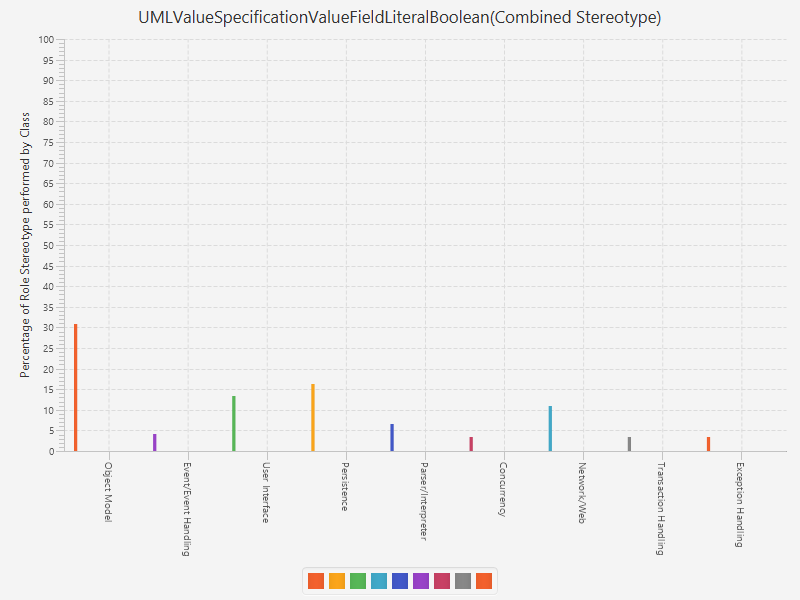 UMLValueSpecificationValueFieldLiteralBoolean(Combined Stereotype)
Percentage of Role Stereotype performed by Class
100
95
90
85
80
75
70
65
60
55
50
45
40
35
30
25
20
15
10
5
0
Object Model
Event/Event Handling
User Interface
Persistence
Parser/Interpreter
Concurrency
Network/Web
Transaction Handling
Exception Handling